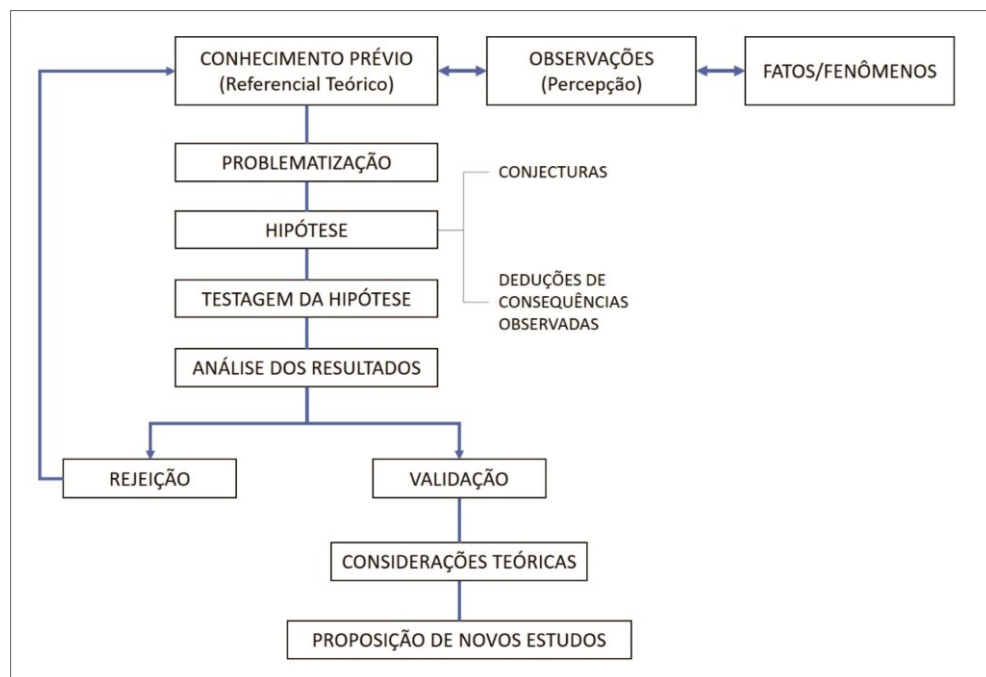 CONHECIMENTO PRÉVIO
(Referencial Teórico)
OBSERVAÇÕES
(Percepção)
FATOS/FENÔMENOS
PROBLEMATIZAÇÃO
CONJECTURAS
HIPÓTESE
DEDUÇÕES DE
CONSEQUÊNCIAS
OBSERVADAS
TESTAGEM DA HIPÓTESE
ANÁLISE DOS RESULTADOS
REJEIÇÃO
VALIDAÇÃO
CONSIDERAÇÕES TEÓRICAS
PROPOSIÇÃO DE NOVOS ESTUDOS